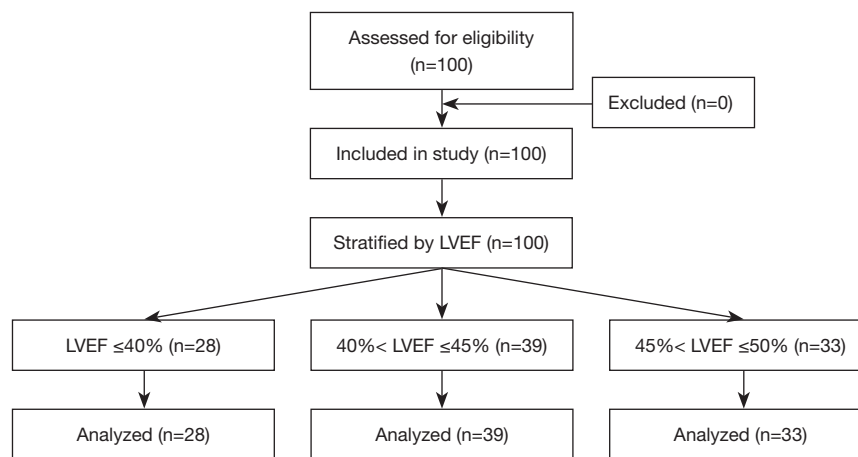 Assessed for eligibility
(n=100)
Excluded (n=0)
Included in study (n=100)
Stratified by LVEF (n=100)
LVEF ≤40% (n=28)
40%< LVEF ≤45% (n=39)
45%< LVEF ≤50% (n=33)
Analyzed (n=28)
Analyzed (n=39)
Analyzed (n=33)